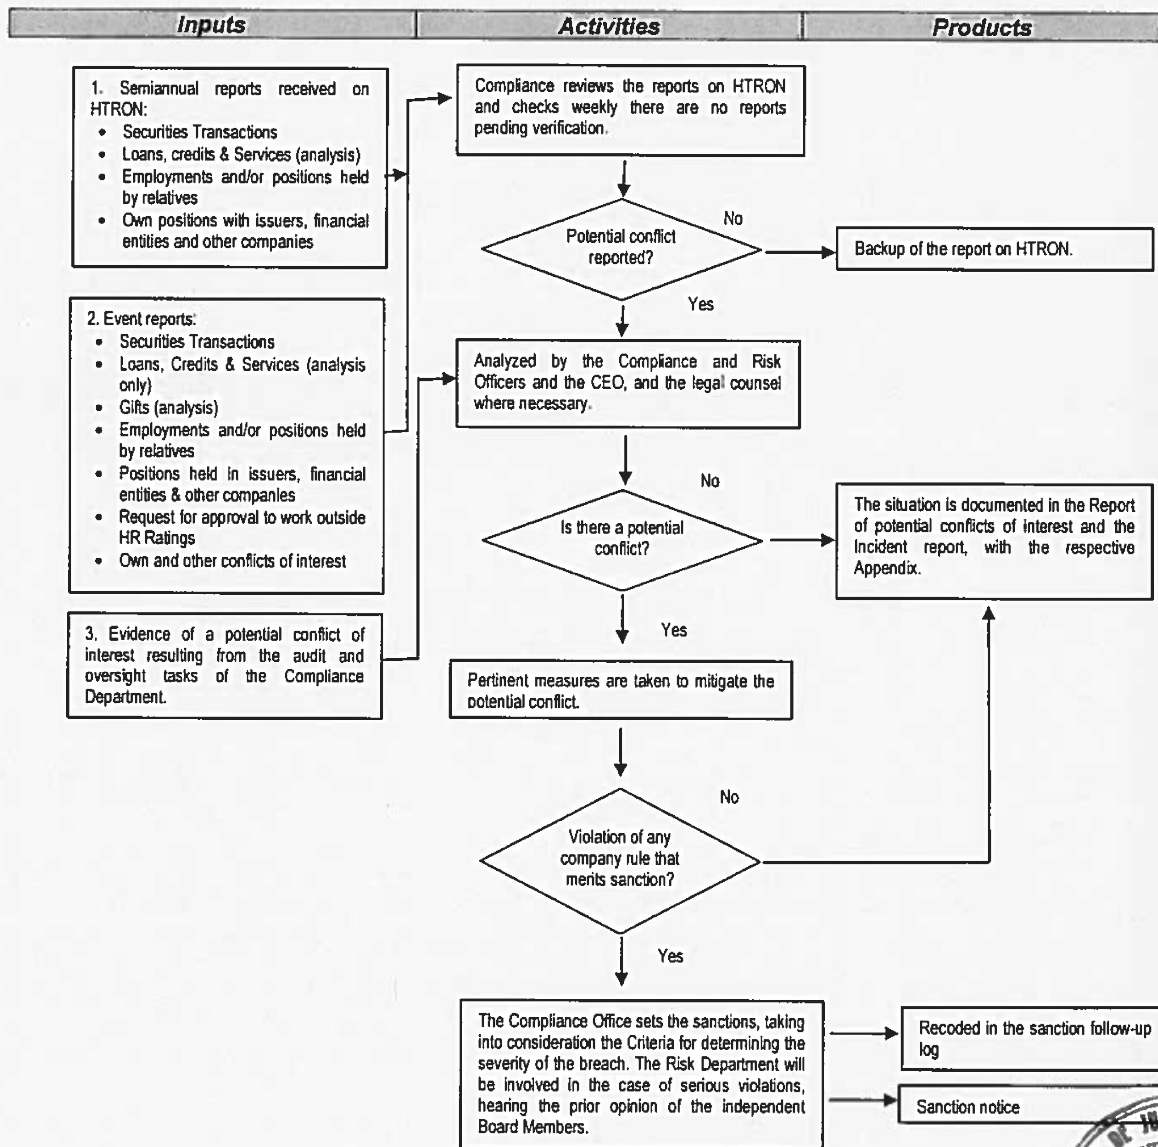 Inputs
Activities
Products
1. Semiannual reports received on
HTRON:
• Securities Transactions
• Loans, credits & Services (analysis)
• Employments and/or positions held
by relatives
• Own positions with issuers, financial
entities and other companies
2. Event reports:
• Securities Transactions
• Loans, Credits & Services (analysis
only)
• Gifts (analysis)
• Employments and/or positions held
by relatives
• Positions held in issuers, financial
entities & other companies
• Request for approval to work outside
HR Ratings
• Own and other conflicts of interest
3. Evidence of a potential conflict of
interest resulting from the audit and
oversight tasks of the Compliance
Department.
Compliance reviews the reports on HTRON
and checks weekly there are no reports
pending verification.
Potential conflict
reported?
No
Yes
Backup of the report on HTRON.
Analyzed by the Compliance and Risk
Officers and the CEO, and the legal counsel
where necessary.
Is there a potential
conflict?
No
Yes
The situation is documented in the Report
of potential conflicts of interest and the
Incident report, with the respective
Appendix.
Pertinent measures are taken to mitigate the
potential conflict.
Violation of any
company rule that
merits sanction?
No
Yes
The Compliance Office sets the sanctions, taking
into consideration the Criteria for determining the
severity of the breach. The Risk Department will
be involved in the case of serious violations,
hearing the prior opinion of the independent
Board Members.
Recoded in the sanction follow-up
log
Sanction notice
OF